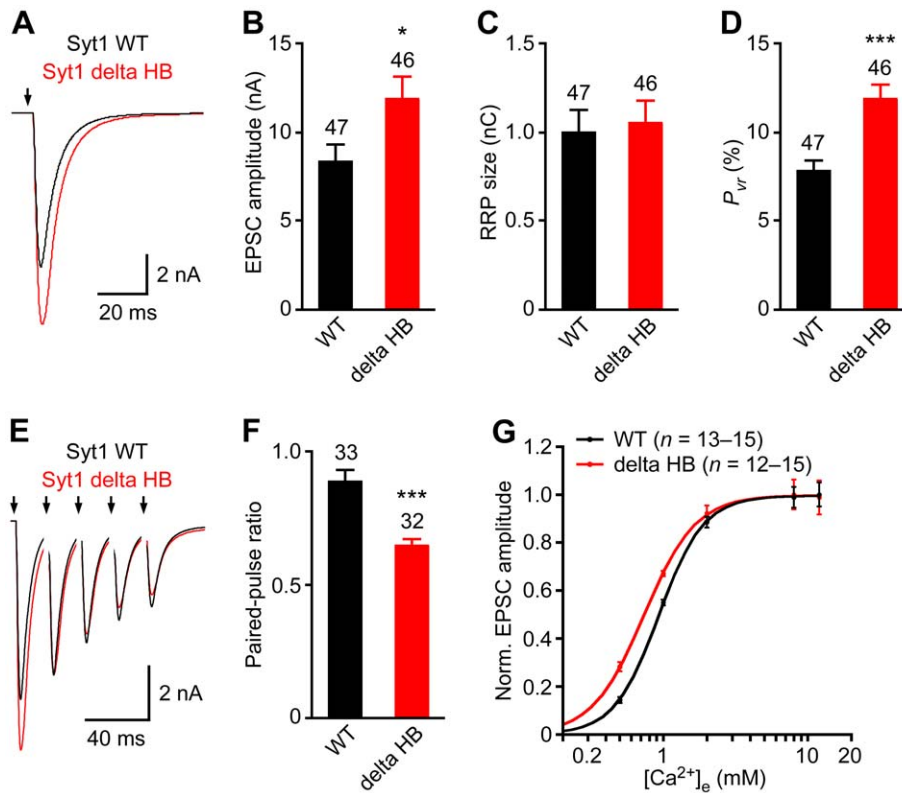 A
Syt1 WT
Syt1 delta HB
2 nA
20 ms
B
EPSC amplitude (nA)
15
10
5
0
47
*
46
WT
delta HB
C
RRP size (nC)
1.5
1.0
0.5
0
47
46
WT
delta HB
D
Pvr (%)
15
10
5
0
47
***
46
WT
delta HB
E
Syt1 WT
Syt1 delta HB
2 nA
40 ms
F
Paired-pulse ratio
1.0
0.5
0
33
***
32
WT
delta HB
G
WT (n = 13–15)
delta HB (n = 12–15)
Norm. EPSC amplitude
1.2
1.0
0.8
0.6
0.4
0.2
0
0.2 1 10 20
[Ca2+]e (mM)